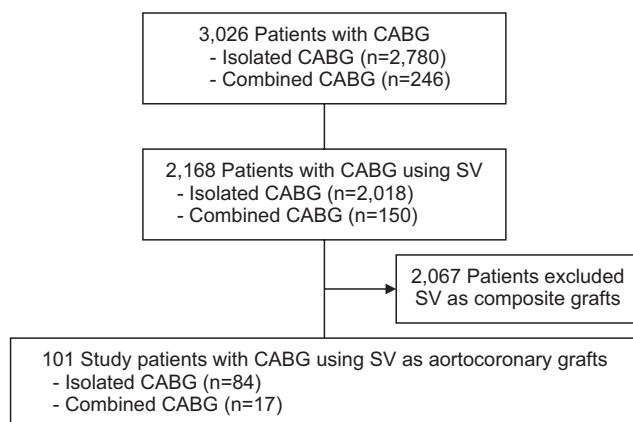 3,026 Patients with CABG
- Isolated CABG (n=2,780)
- Combined CABG (n=246)
2,168 Patients with CABG using SV
- Isolated CABG (n=2,018)
- Combined CABG (n=150)
2,067 Patients excluded
SV as composite grafts
101 Study patients with CABG using SV as aortocoronary grafts
- Isolated CABG (n=84)
- Combined CABG (n=17)